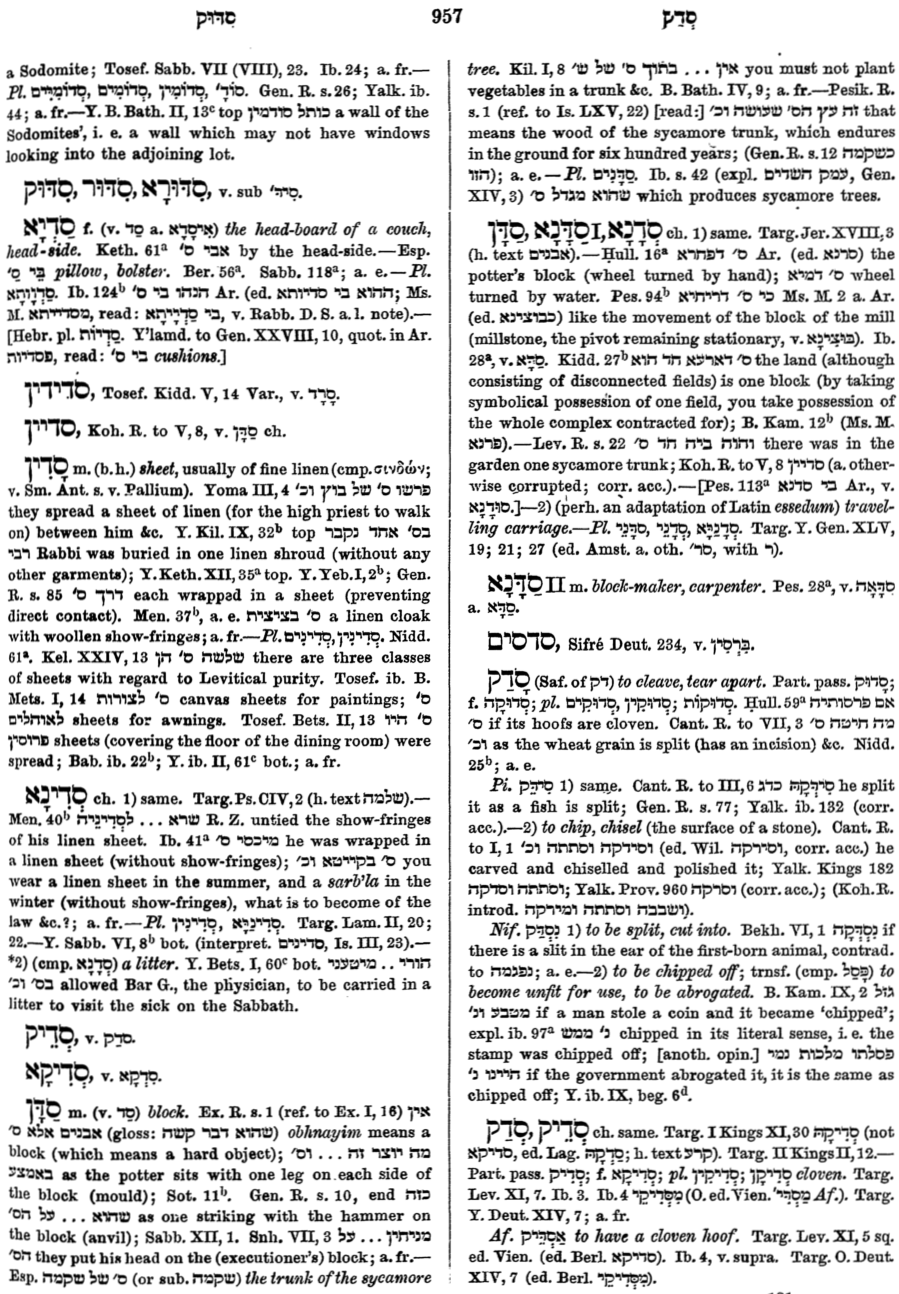 סִדּוּק
957
סְדַק
a Sodomite; Tosef. Sabb. VII (VIII), 23. Ib. 24; a. fr.—
Pl. סוֹד', סְדוֹמִין, סְדוֹמִים, סְדוֹמִיִּים. Gen. R. s. 26; Yalk. ib.
44; a. fr.—Y. B. Bath. II, 13ᶜ top כותל סודמין a wall of the
Sodomites', i. e. a wall which may not have windows
looking into the adjoining lot.
סִדּוּרָא, סִדּוּר, סִדּוּק, v. sub 'סיד.
סַדְיָא f. (v. סַד a. אִיסָדָא) the head-board of a couch,
head-side. Keth. 61ᵃ אבי ס' by the head-side.—Esp.
בֵּי סַ' pillow, bolster. Ber. 56ᵃ. Sabb. 118ᵃ; a. e.—Pl.
סַדְווָתָא. Ib. 124ᵇ הנהו בי ס' Ar. (ed. ההוא בי סדיותא; Ms.
M. מסדייתא, read: בי סַדְיָיתָא, v. Rabb. D. S. a. l. note).—
[Hebr. pl. סַדְיוֹת. Y'lamd. to Gen. XXVIII, 10, quot. in Ar.
פסדיות, read: בי ס' cushions.]
סדידין, Tosef. Kidd. V, 14 Var., v. סָרָד.
סדיין, Koh. R. to V, 8, v. סַדָּן ch.
סָדִין m. (b. h.) sheet, usually of fine linen (cmp. σινδών;
v. Sm. Ant. s. v. Pallium). Yoma III, 4 פרשו ס' של בוץ וכ'
they spread a sheet of linen (for the high priest to walk
on) between him &c. Y. Kil. IX, 32ᵇ top בס' אחד נקבר
רבי Rabbi was buried in one linen shroud (without any
other garments); Y. Keth. XII, 35ᵃ top. Y. Yeb. I, 2ᵇ; Gen.
R. s. 85 דרך ס' each wrapped in a sheet (preventing
direct contact). Men. 37ᵇ, a. e. ס' בציצית a linen cloak
with woollen show-fringes; a. fr.—Pl. סְדִינִים, סְדִינִין. Nidd.
61ᵃ. Kel. XXIV, 13 שלשה ס' הן there are three classes
of sheets with regard to Levitical purity. Tosef. ib. B.
Mets. I, 14 ס' לצורות canvas sheets for paintings; ס'
לאוהלים sheets for awnings. Tosef. Bets. II, 13 ס' היו
פרוסין sheets (covering the floor of the dining room) were
spread; Bab. ib. 22ᵇ; Y. ib. II, 61ᶜ bot.; a. fr.
סְדִינָא ch. 1) same. Targ. Ps. CIV, 2 (h. text שלמה).—
Men. 40ᵇ שרא ... לסְדִינֵיהּ R. Z. untied the show-fringes
of his linen sheet. Ib. 41ᵃ מיכסי ס' he was wrapped in
a linen sheet (without show-fringes); ס' בקייטא וכ' you
wear a linen sheet in the summer, and a sarb'la in the
winter (without show-fringes), what is to become of the
law &c.?; a. fr.—Pl. סְדִינַיָּא, סְדִינִין. Targ. Lam. II, 20;
22.—Y. Sabb. VI, 8ᵇ bot. (interpret. סדינים, Is. III, 23).—
*2) (cmp. סַדְנָא) a litter. Y. Bets. I, 60ᶜ bot. הורי .. מיטעני
בס' וכ' allowed Bar G., the physician, to be carried in a
litter to visit the sick on the Sabbath.
סְדֵיק, v. סדק.
סְדִיקָא, v. סִדְקָא.
סַדָּן m. (v. סד) block. Ex. R. s. 1 (ref. to Ex. I, 16) אין
אבנים אלא ס' (gloss: שהוא דבר קשה) obhnayim means a
block (which means a hard object); מה יוצר זה ... וס'
באמצע as the potter sits with one leg on each side of
the block (mould); Sot. 11ᵇ. Gen. R. s. 10, end כזה
שהוא ... על הס' as one striking with the hammer on
the block (anvil); Sabb. XII, 1. Snh. VII, 3 מניחין ... על
הס' they put his head on the (executioner's) block; a. fr.—
Esp. ס' של שקמה (or sub. שקמה) the trunk of the sycamore
tree. Kil. I, 8 אין ... בתוך ס' של ש' you must not plant
vegetables in a trunk &c. B. Bath. IV, 9; a. fr.—Pesik. R.
s. 1 (ref. to Is. LXV, 22) [read:] זה עץ הס' שעושה וכ' that
means the wood of the sycamore trunk, which endures
in the ground for six hundred years; (Gen. R. s. 12 כשקמה
הזו); a. e.—Pl. סַדָּנִים. Ib. s. 42 (expl. עמק השדים, Gen.
XIV, 3) שהוא מגדל ס' which produces sycamore trees.
סַדָּן, סַדָּנָא I, סַדְנָא ch. 1) same. Targ. Jer. XVIII, 3
(h. text אבנים).—Ḥull. 16ᵃ ס' דפחרא Ar. (ed. סרנא) the
potter's block (wheel turned by hand); ס' דמיא wheel
turned by water. Pes. 94ᵇ כי ס' דריחיא Ms. M. 2 a. Ar.
(ed. כבוצינא) like the movement of the block of the mill
(millstone, the pivot remaining stationary, v. בּוּצִינָא). Ib.
28ᵃ, v. סַדָּא. Kidd. 27ᵇ ס' דארעא חד הוא the land (although
consisting of disconnected fields) is one block (by taking
symbolical possession of one field, you take possession of
the whole complex contracted for); B. Kam. 12ᵇ (Ms. M.
פרנא).—Lev. R. s. 22 והוה ביה חד ס' there was in the
garden one sycamore trunk; Koh. R. to V, 8 סדיין (a. other-
wise corrupted; corr. acc.).—[Pes. 113ᵃ בי סדנא Ar., v.
סוּדָנָא.]—2) (perh. an adaptation of Latin essedum) travel-
ling carriage.—Pl. סַדָנַיָּא, סַדְנֵי, סַדָּנֵי. Targ. Y. Gen. XLV,
19; 21; 27 (ed. Amst. a. oth. סר'', with ר).
סַדָּנָא II m. block-maker, carpenter. Pes. 28ᵃ, v. סַדָּאָה
a. סַדָּא.
סדסים, Sifré Deut. 234, v. בַּרְסִין.
סָדַק (Saf. of דק) to cleave, tear apart. Part. pass. סָדוּק;
f. סְדוּקָה; pl. סְדוּקִים, סְדוּקִין; סְדוּקוֹת. Ḥull. 59ᵃ אם פרסותיה
ס' if its hoofs are cloven. Cant. R. to VII, 3 מה חיטה ס'
וכ' as the wheat grain is split (has an incision) &c. Nidd.
25ᵇ; a. e.
Pi. סִידֵּק 1) same. Cant. R. to III, 6 סִידְּקָהּ כדג he split
it as a fish is split; Gen. R. s. 77; Yalk. ib. 132 (corr.
acc.).—2) to chip, chisel (the surface of a stone). Cant. R.
to I, 1 וסידקה וסתתה וכ' (ed. Wil. וסירקה, corr. acc.) he
carved and chiselled and polished it; Yalk. Kings 182
וסתתה וסדקה; Yalk. Prov. 960 וסרקה (corr. acc.); (Koh. R.
introd. ושבבה וסתתה ומירקה).
Nif. נִסְדַּק 1) to be split, cut into. Bekh. VI, 1 נִסְדְּקָה if
there is a slit in the ear of the first-born animal, contrad.
to נפגמה; a. e.—2) to be chipped off; trnsf. (cmp. פָּסַל) to
become unfit for use, to be abrogated. B. Kam. IX, 2 גזל
מטבע ונ' if a man stole a coin and it became 'chipped';
expl. ib. 97ᵃ נ' ממש chipped in its literal sense, i. e. the
stamp was chipped off; [anoth. opin.] פסלתו מלכות נמי
היינו נ' if the government abrogated it, it is the same as
chipped off; Y. ib. IX, beg. 6ᵈ.
סְדֵיק, סְדַק ch. same. Targ. I Kings XI, 30 סְדִיקָהּ (not
סדיקא, ed. Lag. סְדָקָהּ; h. text קרע). Targ. II Kings II, 12.—
Part. pass. סְדִיק; f. סְדִיקָא; pl. סְדִיקִין; סְדִיקָן cloven. Targ.
Lev. XI, 7. Ib. 3. Ib. 4 מִסְּדִיקֵי (O. ed. Vien. מַסְדִּ'' Af.). Targ.
Y. Deut. XIV, 7; a. fr.
Af. אַסְדֵּיק to have a cloven hoof. Targ. Lev. XI, 5 sq.
ed. Vien. (ed. Berl. סדיקא). Ib. 4, v. supra. Targ. O. Deut.
XIV, 7 (ed. Berl. מִסְּדִיקֵי).